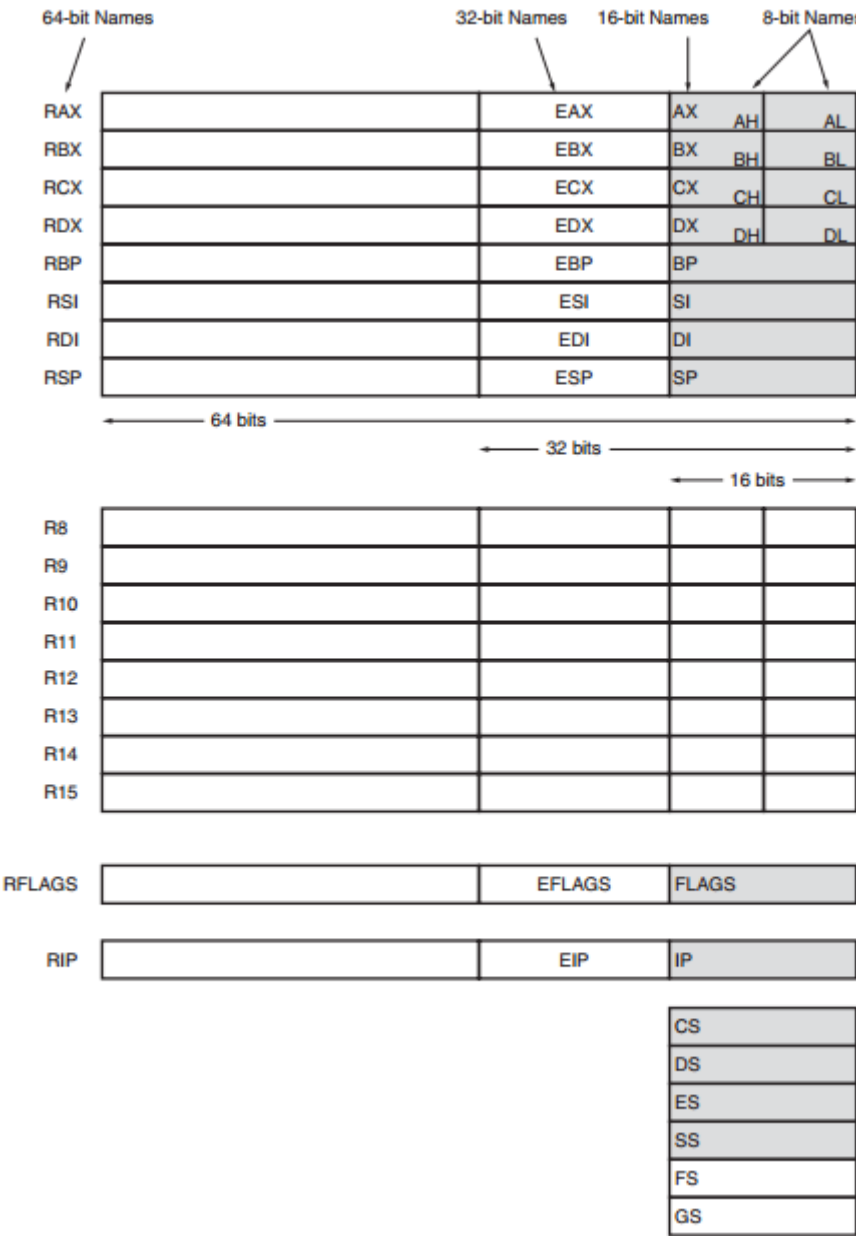 64-bit Names 32-bit Names 16-bit Names 8-bit Names
RAX EAX AX AH AL
RBX EBX BX BH BL
RCX ECX CX CH CL
RDX EDX DX DH DL
RBP EBP BP
RSI ESI SI
RDI EDI DI
RSP ESP SP
64 bits
32 bits
16 bits
R8
R9
R10
R11
R12
R13
R14
R15
RFLAGS EFLAGS FLAGS
RIP EIP IP
CS
DS
ES
SS
FS
GS